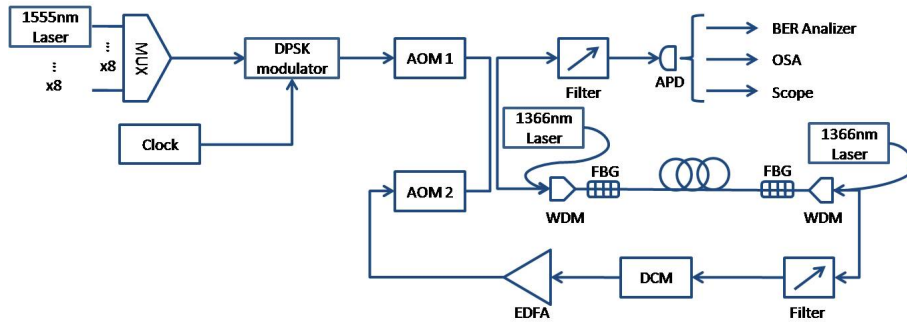 1555nm
Laser
...
x8
...
x8
MUX
DPSK
modulator
Clock
AOM 1
AOM 2
Filter
APD
BER Analizer
OSA
Scope
1366nm
Laser
WDM
FBG
FBG
WDM
1366nm
Laser
EDFA
DCM
Filter